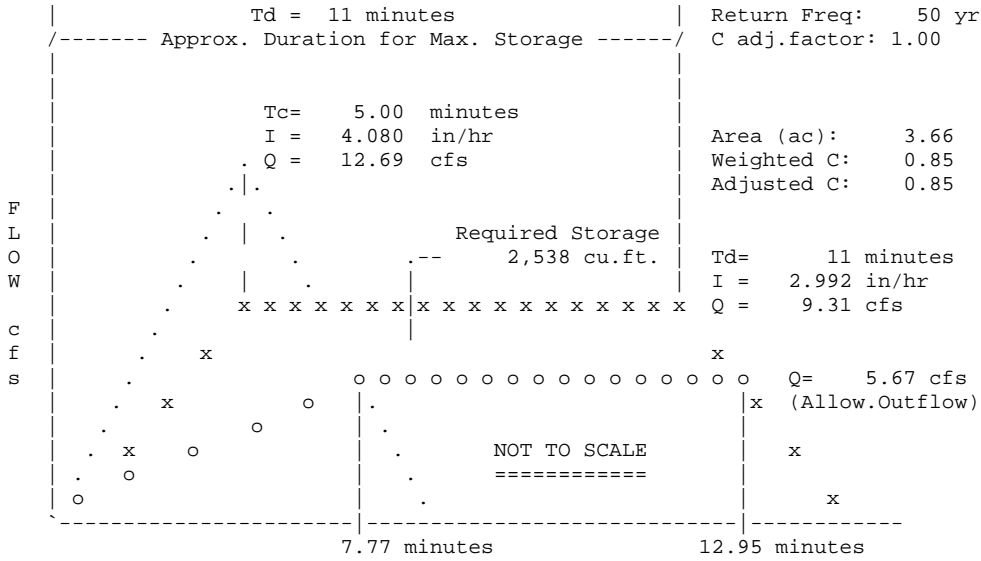 Td = 11 minutes Return Freq: 50 yr
/------- Approx. Duration for Max. Storage ------/ C adj.factor: 1.00
Tc= 5.00 minutes
I = 4.080 in/hr Area (ac): 3.66
. Q = 12.69 cfs Weighted C: 0.85
Adjusted C: 0.85
F
L Required Storage
O .-- 2,538 cu.ft. Td= 11 minutes
W I = 2.992 in/hr
x x x x x x x x x x x x x x x x x x Q = 9.31 cfs
c
f x x
s o o o o o o o o o o o o o o o o Q= 5.67 cfs
x o x (Allow.Outflow)
o
x o NOT TO SCALE x
o ============
o x
7.77 minutes 12.95 minutes